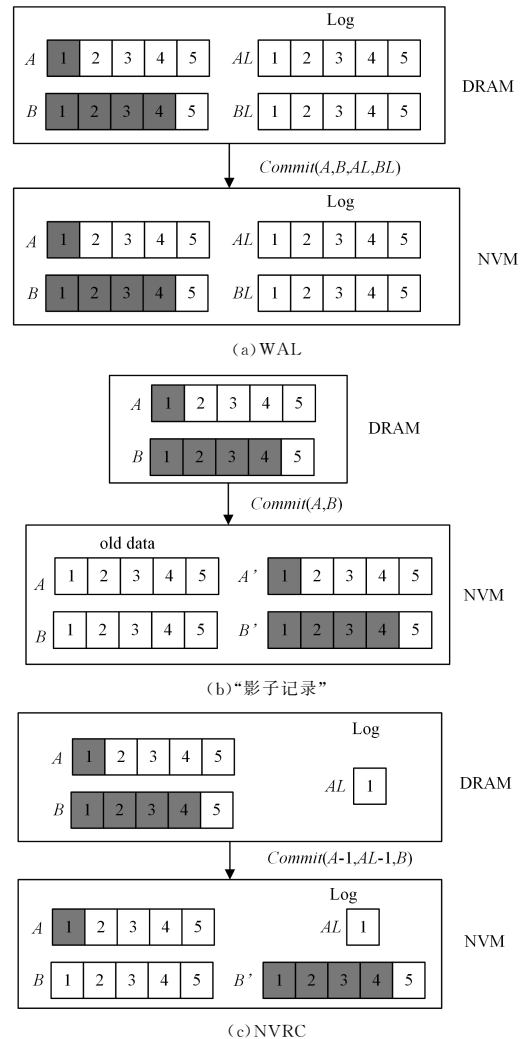 Log
A 1 2 3 4 5 AL 1 2 3 4 5
DRAM
B 1 2 3 4 5 BL 1 2 3 4 5
Commit(A,B,AL,BL)
Log
A 1 2 3 4 5 AL 1 2 3 4 5
NVM
B 1 2 3 4 5 BL 1 2 3 4 5
(a)WAL
A 1 2 3 4 5
DRAM
B 1 2 3 4 5
Commit(A,B)
old data
A 1 2 3 4 5 A’ 1 2 3 4 5
NVM
B 1 2 3 4 5 B’ 1 2 3 4 5
(b)“影子记录”
Log
A 1 2 3 4 5
AL 1
DRAM
B 1 2 3 4 5
Commit(A-1,AL-1,B)
Log
A 1 2 3 4 5 AL 1
NVM
B 1 2 3 4 5 B’ 1 2 3 4 5
(c)NVRC